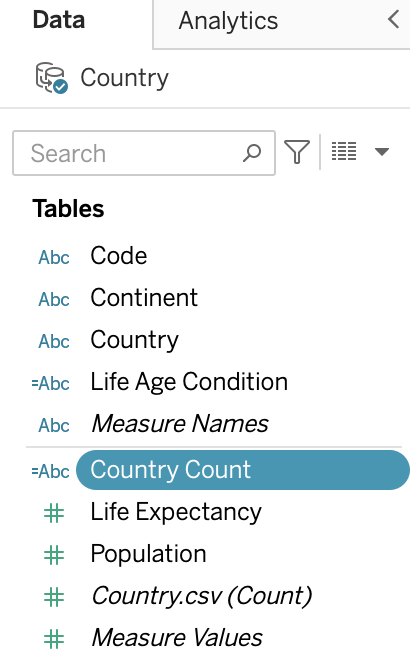 Data
Analytics
Country
Search
Tables
Abc Code
Abc Continent
Abc Country
=Abc Life Age Condition
Abc Measure Names
=Abc Country Count
# Life Expectancy
# Population
# Country.csv (Count)
# Measure Values